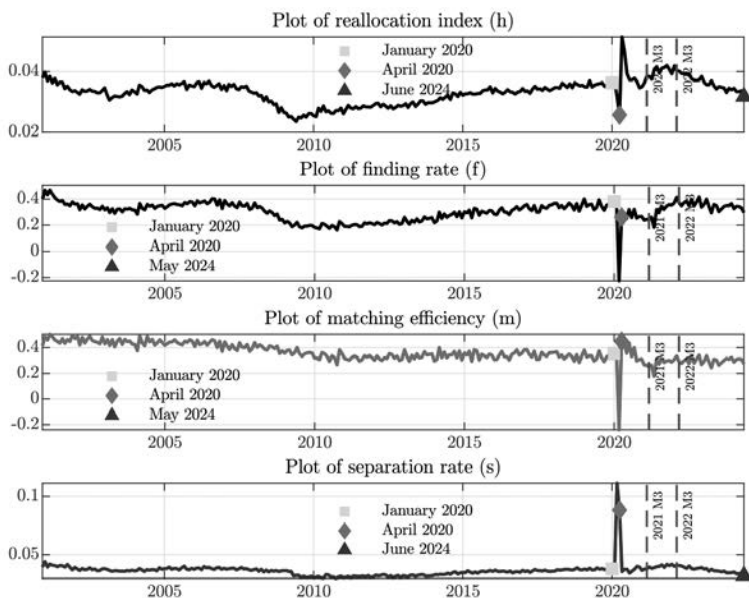 Plot of reallocation index (h)
0.04
0.02
January 2020
April 2020
June 2024
2021 M3
2022 M3
2005
2010
2015
2020
Plot of finding rate (f)
0.4
0.2
0
-0.2
January 2020
April 2020
May 2024
2021 M3
2022 M3
2005
2010
2015
2020
Plot of matching efficiency (m)
0.4
0.2
0
-0.2
January 2020
April 2020
May 2024
2021 M3
2022 M3
2005
2010
2015
2020
Plot of separation rate (s)
0.1
0.05
January 2020
April 2020
June 2024
2021 M3
2022 M3
2005
2010
2015
2020